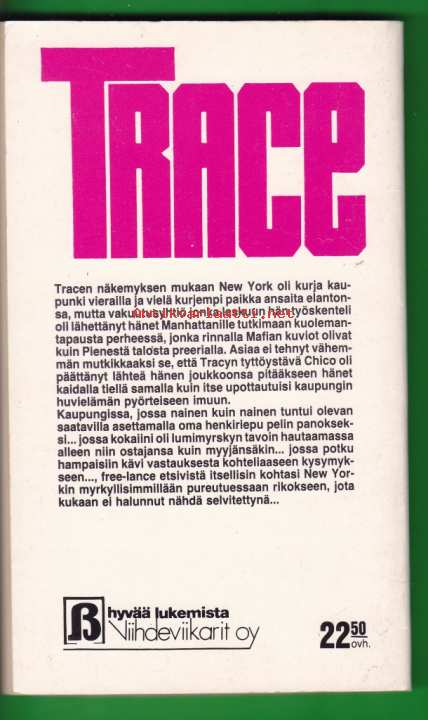 TRACE
Tracen näkemyksen mukaan New York oli kurja kau-
punki vierailla ja vielä kurjempi paikka ansaita elanton-
sa, mutta vakuutusyhtiö jonka laskuun hän työskenteli
oli lähettänyt hänet Manhattanille tutkimaan kuoleman-
tapausta perheessä, jonka rinnalla Mafian kuviot olivat
kuin Pienestä talosta preerialla. Asiaa ei tehnyt vähem-
män mutkikkaaksi se, että Tracyn tyttöystävä Chico oli
päättänyt lähteä hänen joukkoonsa pitääkseen hänet
kaidalla tiellä samalla kuin itse upottautuisi kaupungin
huvielämän pyörteiseen imuun.
Kaupungissa, jossa nainen kuin nainen tuntui olevan
saatavilla asettamalla oma henkiriepu pelin panoksek-
si... jossa kokaiini oli lumimyrskyn tavoin hautaamassa
alleen niin ostajansa kuin myyjänsäkin... jossa potku
hampaisiin kävi vastauksesta kohteliaaseen kysymyk-
seen..., free-lance etsivistä itsellisin kohtasi New Yor-
kin myrkyllisimmillään pureutuessaan rikokseen, jota
kukaan ei halunnut nähdä selvitettynä...
hyvää lukemista
Viihdeviikarit oy
22 50
ovh.